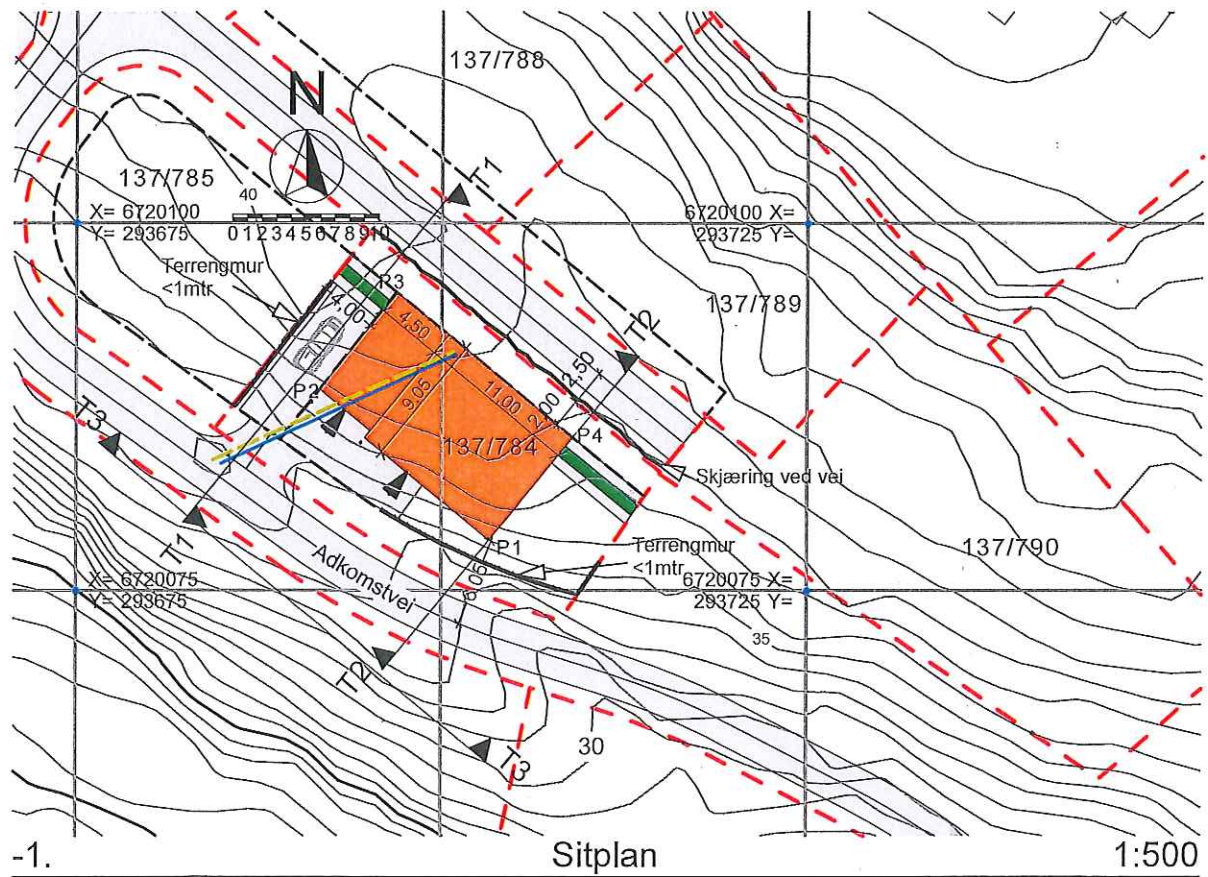 137/788
N
T1
137/785
40
X= 6720100
Y= 293675
6720100 X=
293725 Y=
0 1 2 3 4 5 6 7 8 9 10
Terrengmur
<1mtr
P3
4,00
4,50
137/789
T2
2,50
2,00
11,00
P2
9,05
T3
P4
137/784
Skjæring ved vei
T1
P1
Terrengmur
<1mtr
137/790
Adkomstvei
X= 6720075
Y= 293675
6,05
6720075 X=
293725 Y=
35
T2
T3
30
-1.
Sitplan
1:500